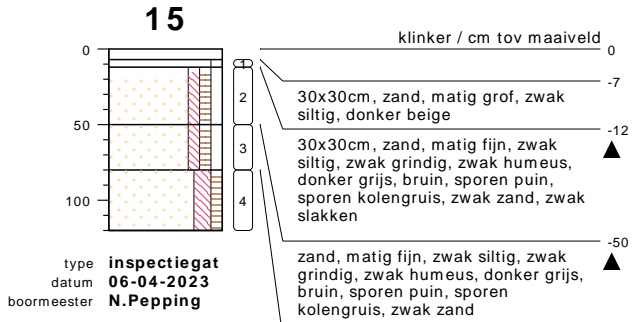 15
klinker / cm tov maaiveld
0
0
1
-7
30x30cm, zand, matig grof, zwak
siltig, donker beige
2
-12
50
30x30cm, zand, matig fijn, zwak
siltig, zwak grindig, zwak humeus,
donker grijs, bruin, sporen puin,
sporen kolengruis, zwak zand, zwak
slakken
3
100
4
-50
zand, matig fijn, zwak siltig, zwak
grindig, zwak humeus, donker grijs,
bruin, sporen puin, sporen
kolengruis, zwak zand
type inspectiegat
datum 06-04-2023
boormeester N.Pepping